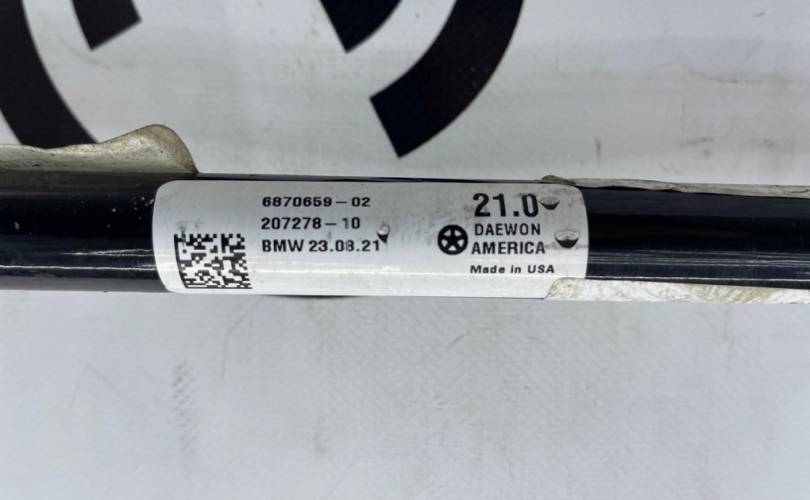 6870659-02
207278-10
BMW 23.08.21
21.0
DAEWON
AMERICA
Made in USA